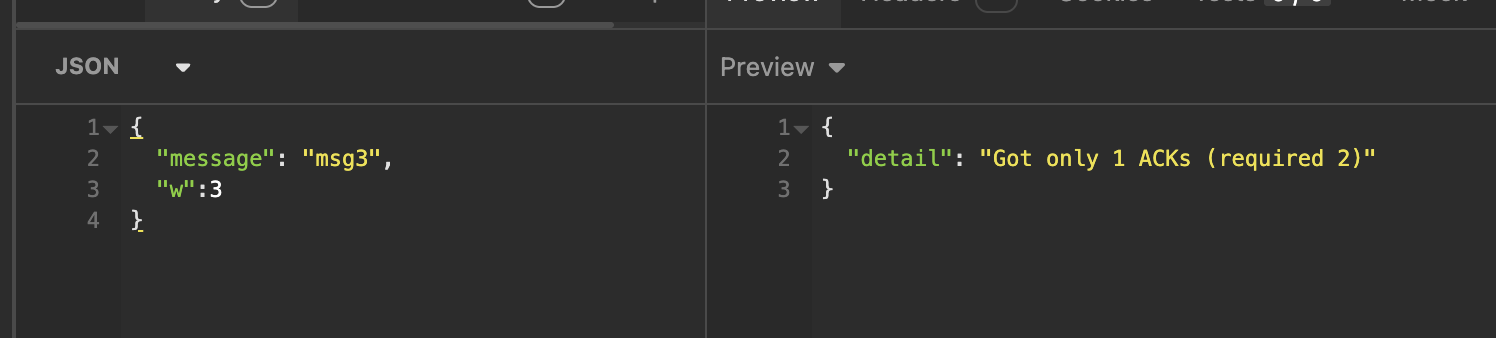 JSON
Preview
1 {
2 "message": "msg3",
3 "w":3
4 }
1 {
2 "detail": "Got only 1 ACKs (required 2)"
3 }